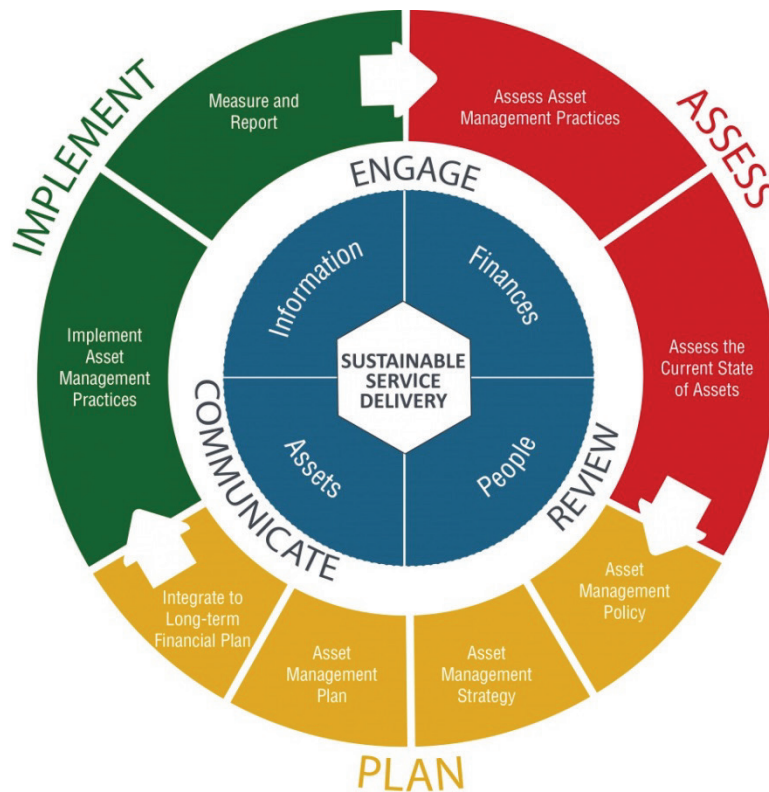 IMPLEMENT
ASSESS
PLAN
Measure and
Report
Assess Asset
Management Practices
Assess the
Current State
of Assets
Asset
Management
Policy
Asset
Management
Strategy
Asset
Management
Plan
Integrate to
Long-term
Financial Plan
Implement
Asset
Management
Practices
ENGAGE
REVIEW
COMMUNICATE
Information
Finances
People
Assets
SUSTAINABLE
SERVICE
DELIVERY